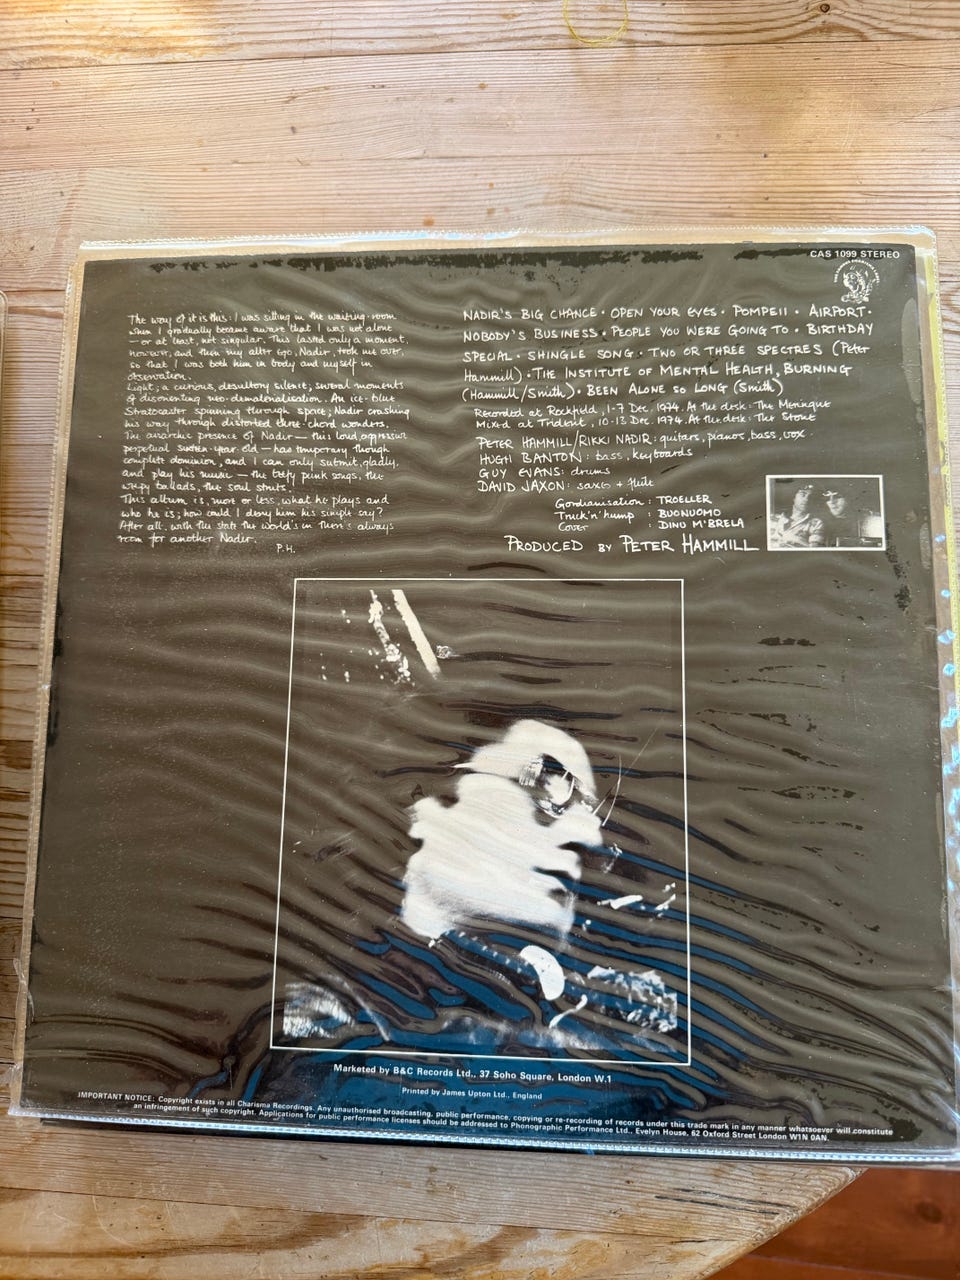 CAS 1099 STEREO
The way of it is this: I was sitting in the waiting-room
when I gradually became aware that I was not alone
— or at least, not singular. This lasted only a moment,
however, and then my alter ego, Nadir, took me over,
so that I was both him in body and myself in
observation.
Light; a curious, desultory silence; several moments
of disorienting neo-dematerialisation. An ice-blue
Stratocaster spinning through space; Nadir crashing
his way through distorted three-chord wonders.
The anarchic presence of Nadir — this loud, aggressive
perpetual sixteen-year-old — has temporary though
complete dominion, and I can only submit, gladly,
and play his music — the beefy punk songs, the
weepy ballads, the soul struts.
This album is, more or less, what he plays and
who he is; how could I deny him his single say?
After all, with the state the world's in there's always
room for another Nadir.
P.H.
NADIR'S BIG CHANCE · OPEN YOUR EYES · POMPEII · AIRPORT ·
NOBODY'S BUSINESS · PEOPLE YOU WERE GOING TO · BIRTHDAY
SPECIAL · SHINGLE SONG · TWO OR THREE SPECTRES (Peter
Hammill) · THE INSTITUTE OF MENTAL HEALTH, BURNING
(Hammill/Smith) · BEEN ALONE SO LONG (Smith)
Recorded at Rockfield, 1-7 Dec. 1974. At the desk: The Meringue
Mixed at Trident, 10-13 Dec. 1974. At the desk: The Stone
PETER HAMMILL/RIKKI NADIR: guitars, pianos, bass, vox
HUGH BANTON: bass, keyboards
GUY EVANS: drums
DAVID JAXON: saxes + flute
Gordianisation : TROELLER
Truck 'n' hump : BUONUOMO
Cover : DINU M'BRELA
PRODUCED BY PETER HAMMILL
Marketed by B&C Records Ltd., 37 Soho Square, London W.1
Printed by James Upton Ltd., England
IMPORTANT NOTICE: Copyright exists in all Charisma Recordings. Any unauthorised broadcasting, public performance, copying or re-recording of records under this trade mark in any manner whatsoever will constitute
an infringement of such copyright. Applications for public performance licenses should be addressed to Phonographic Performance Ltd., Evelyn House, 62 Oxford Street London W1N 0AN.